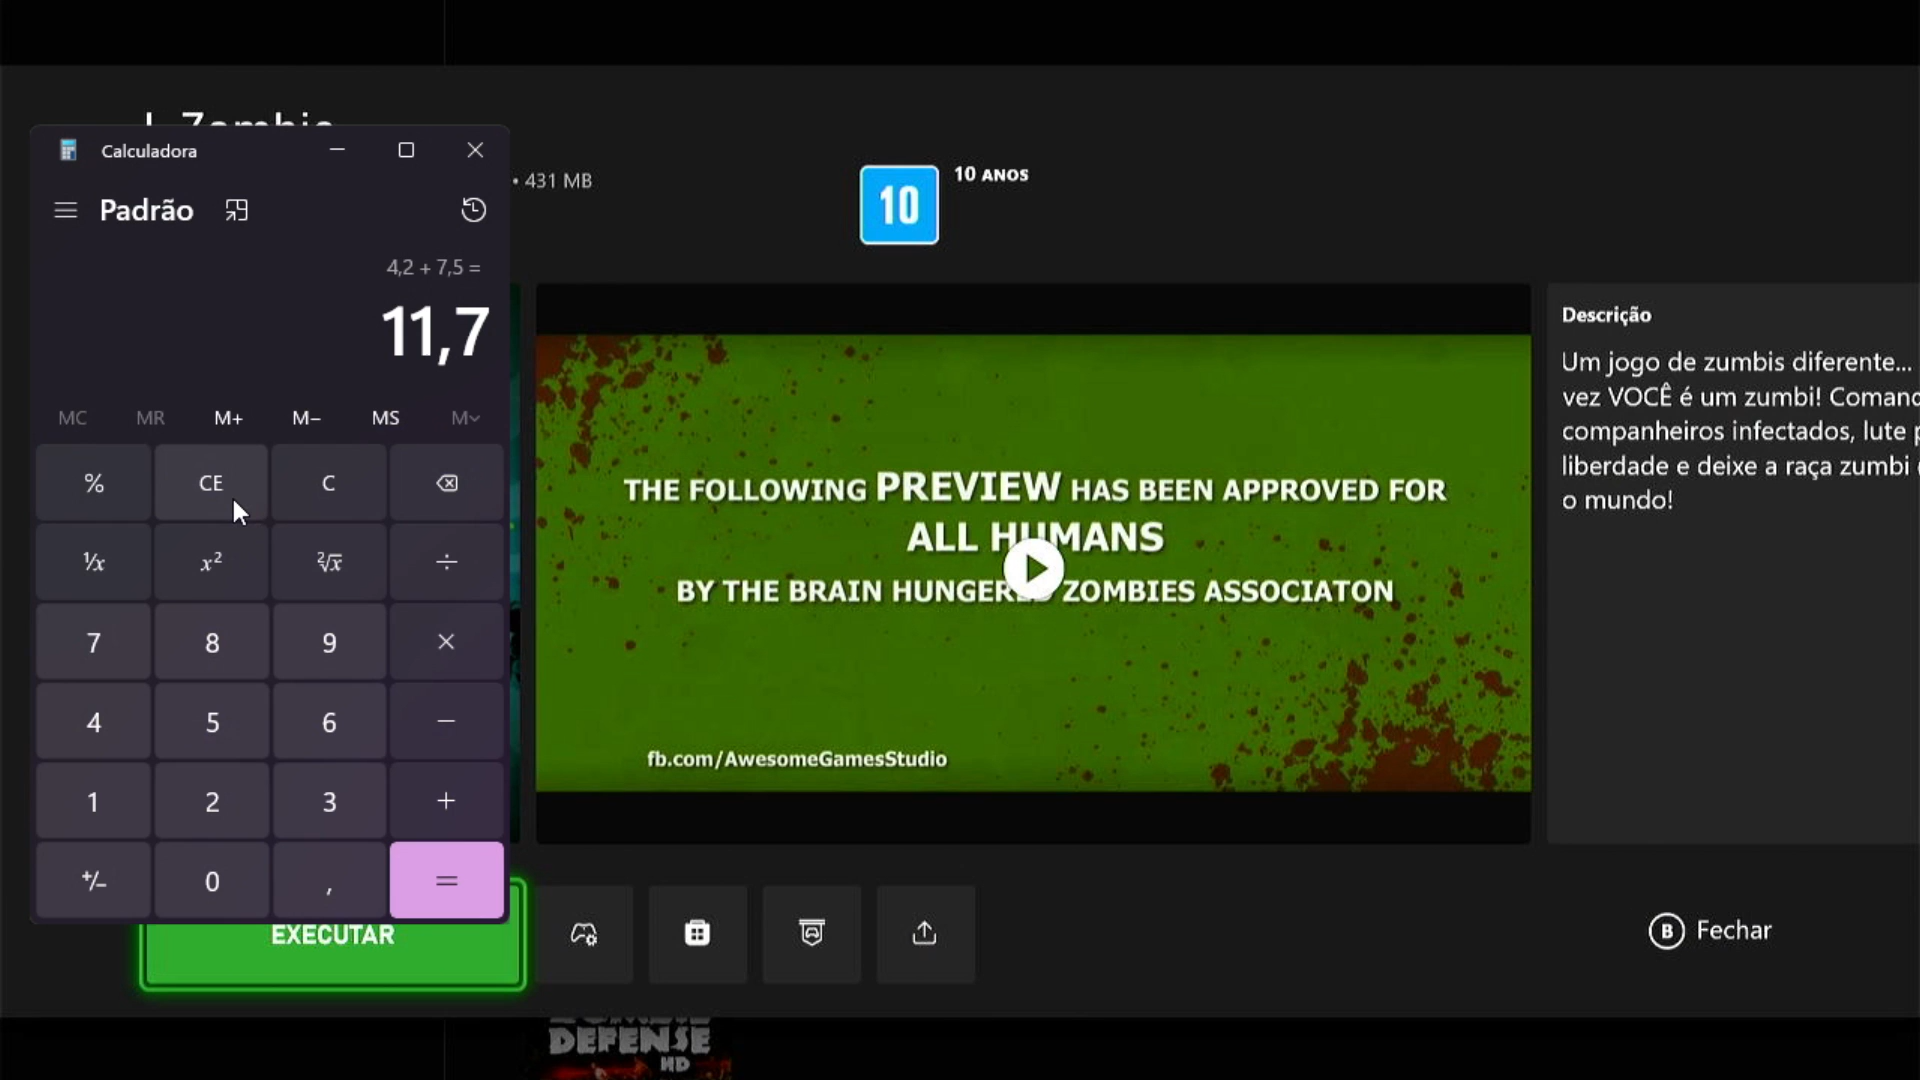 I, Zombie
Calculadora
Padrão
4,2 + 7,5 =
11,7
MC MR M+ M− MS M
% CE C
¹/x x² ²√x ÷
7 8 9 ×
4 5 6 −
1 2 3 +
+/− 0 , =
• 431 MB
10
10 ANOS
THE FOLLOWING PREVIEW HAS BEEN APPROVED FOR
ALL HUMANS
BY THE BRAIN HUNGERED ZOMBIES ASSOCIATON
fb.com/AwesomeGamesStudio
Descrição
Um jogo de zumbis diferente...
vez VOCÊ é um zumbi! Comand
companheiros infectados, lute p
liberdade e deixe a raça zumbi
o mundo!
EXECUTAR
B Fechar
ZOMBIE
DEFENSE
HD